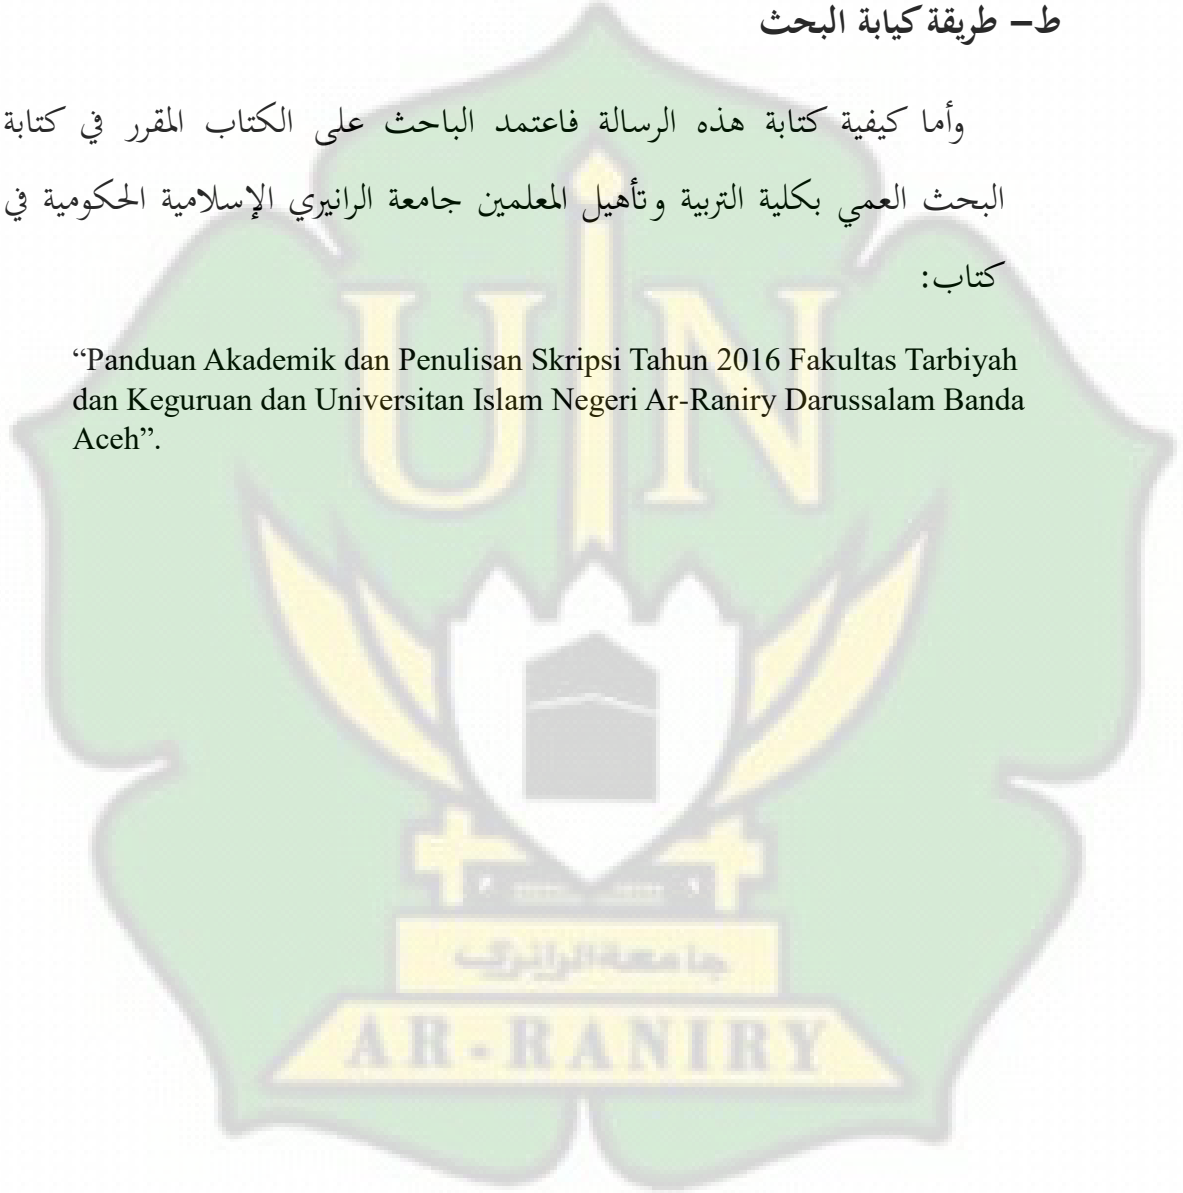 ط– طريقة كيابة البحث
وأما كيفية كتابة هذه الرسالة فاعتمد الباحث على الكتاب المقرر في كتابة
البحث العمي بكلية التربية وتأهيل المعلمين جامعة الرانيري الإسلامية الحكومية في
كتاب:
“Panduan Akademik dan Penulisan Skripsi Tahun 2016 Fakultas Tarbiyah
dan Keguruan dan Universitan Islam Negeri Ar-Raniry Darussalam Banda
Aceh”.
UIN
جامعة الرانري
AR-RANIRY